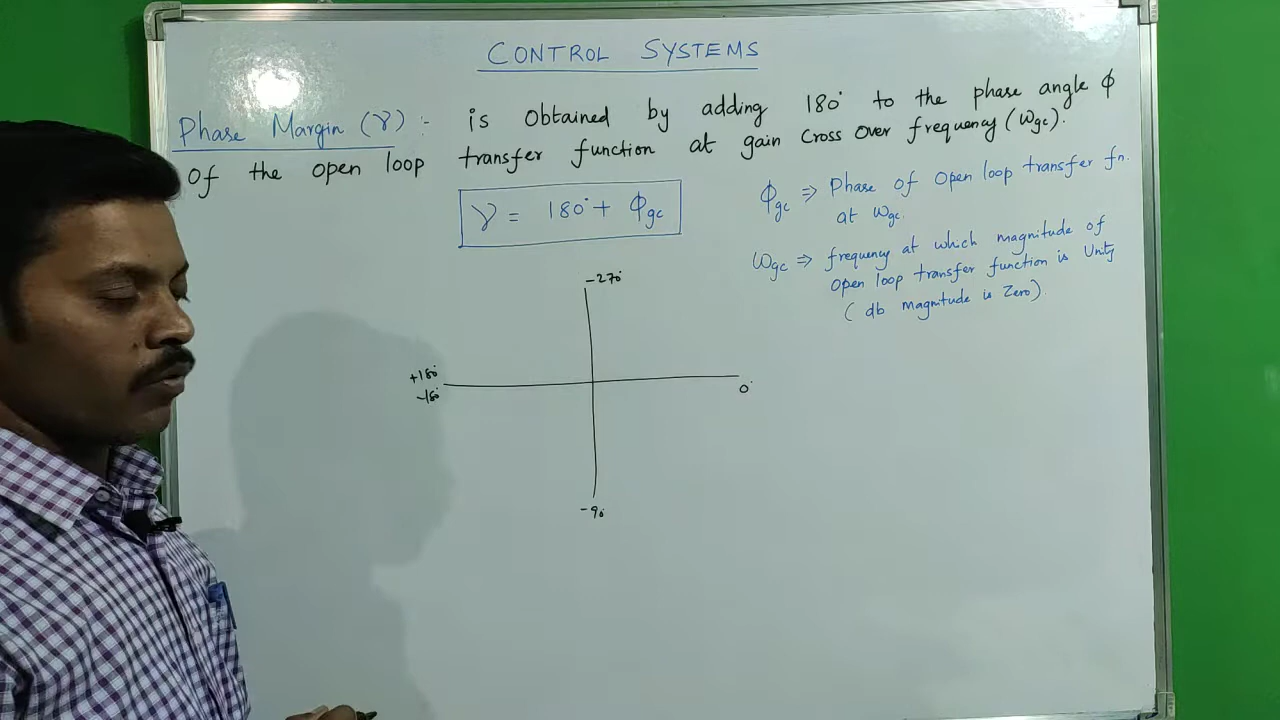 CONTROL SYSTEMS
Phase Margin (γ) :- is obtained by adding 180° to the phase angle ϕ
of the open loop transfer function at gain cross over frequency (ωgc).
γ = 180° + ϕgc
ϕgc ⇒ Phase of open loop transfer fn.
at ωgc.
ωgc ⇒ frequency at which magnitude of
open loop transfer function is Unity
( db magnitude is Zero)
-270°
+180°
-180°
0°
-90°